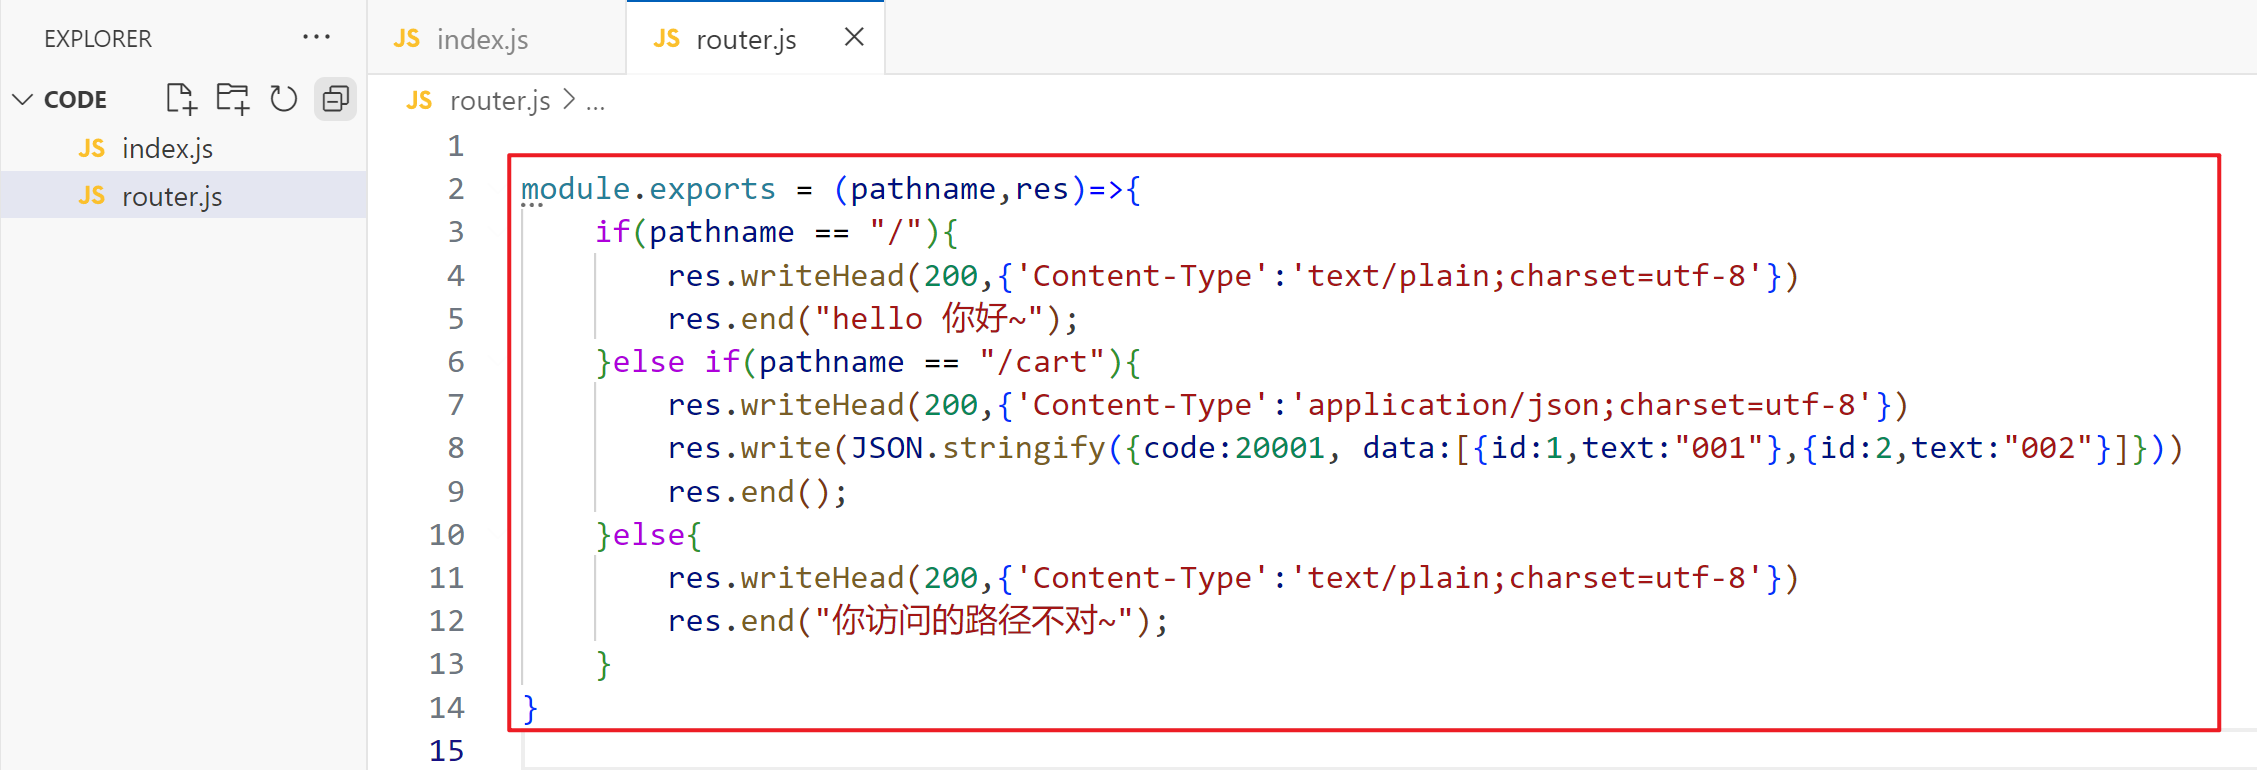 EXPLORER ...
CODE
JS index.js
JS router.js
JS index.js
JS router.js
JS router.js > ...
1
2 module.exports = (pathname,res)=>{
3     if(pathname == "/"){
4         res.writeHead(200,{'Content-Type':'text/plain;charset=utf-8'})
5         res.end("hello 你好~");
6     }else if(pathname == "/cart"){
7         res.writeHead(200,{'Content-Type':'application/json;charset=utf-8'})
8         res.write(JSON.stringify({code:20001, data:[{id:1,text:"001"},{id:2,text:"002"}]}))
9         res.end();
10     }else{
11         res.writeHead(200,{'Content-Type':'text/plain;charset=utf-8'})
12         res.end("你访问的路径不对~");
13     }
14 }
15